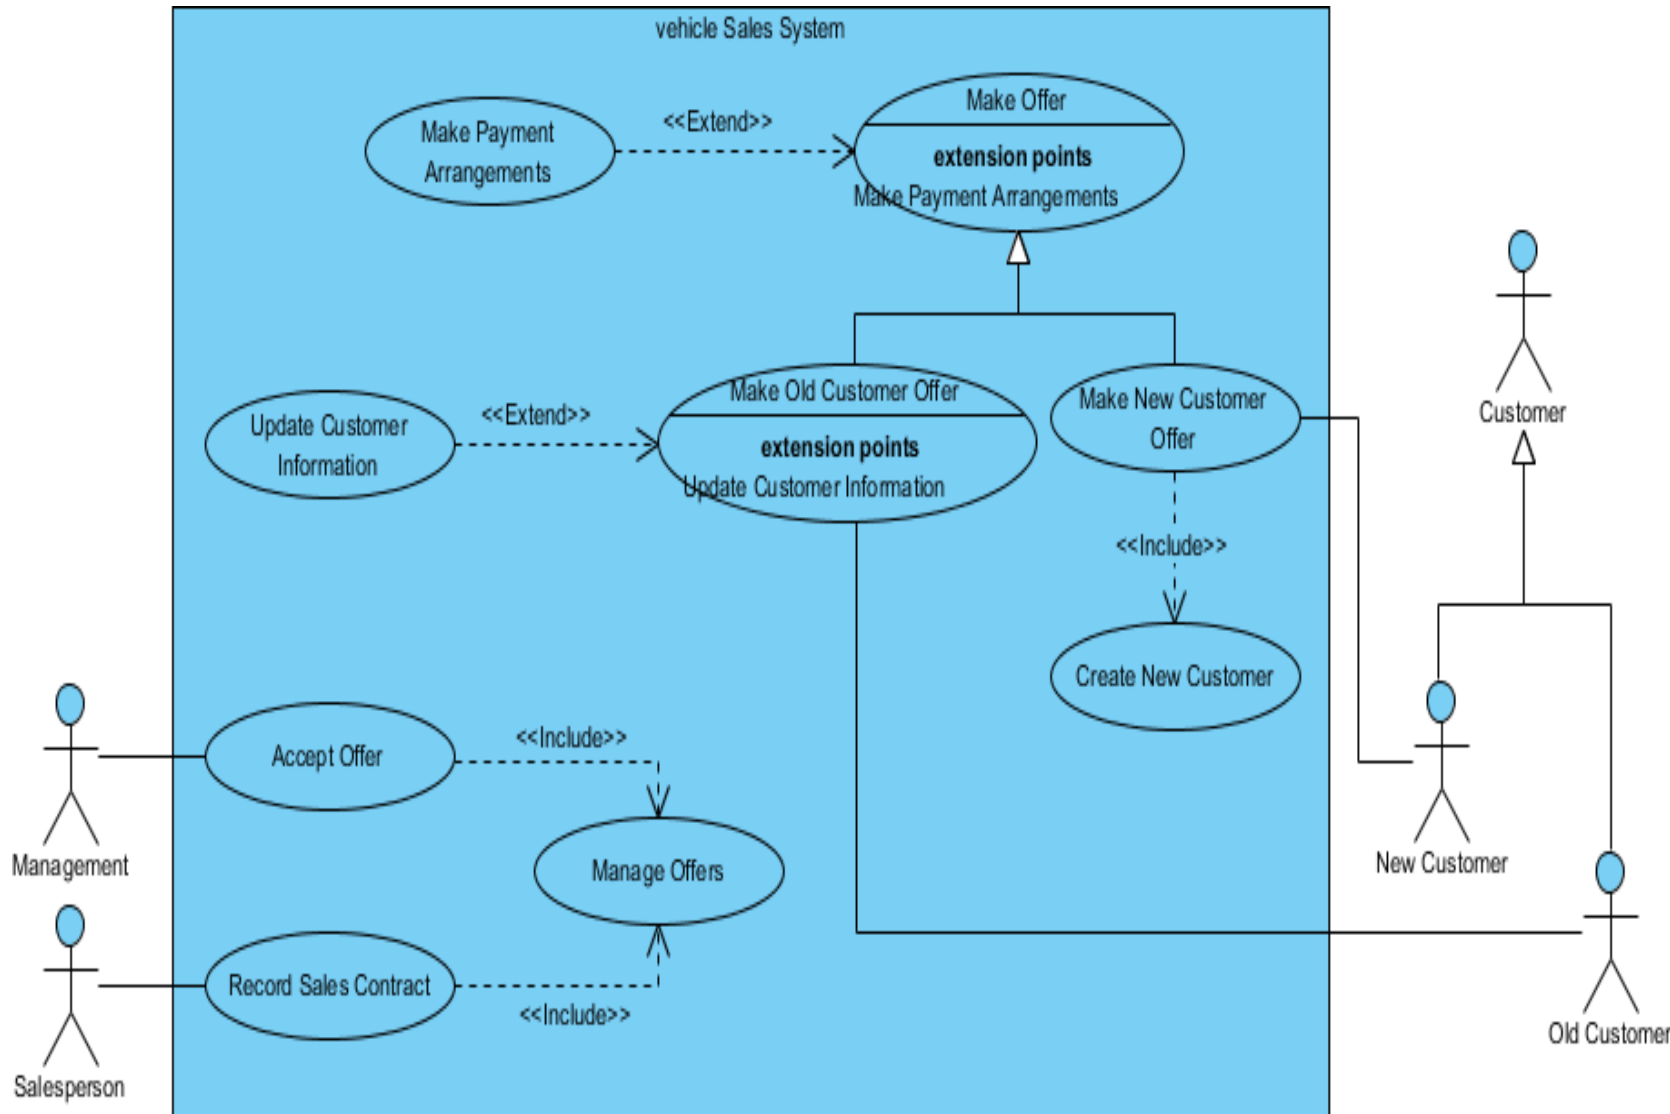 vehicle Sales System
Make Offer
<<Extend>>
Make Payment
Arrangements
extension points
Make Payment Arrangements
Make Old Customer Offer
Make New Customer
Offer
Customer
<<Extend>>
Update Customer
Information
extension points
Update Customer Information
<<Include>>
Create New Customer
<<Include>>
Accept Offer
Management
Manage Offers
New Customer
Record Sales Contract
<<Include>>
Old Customer
Salesperson